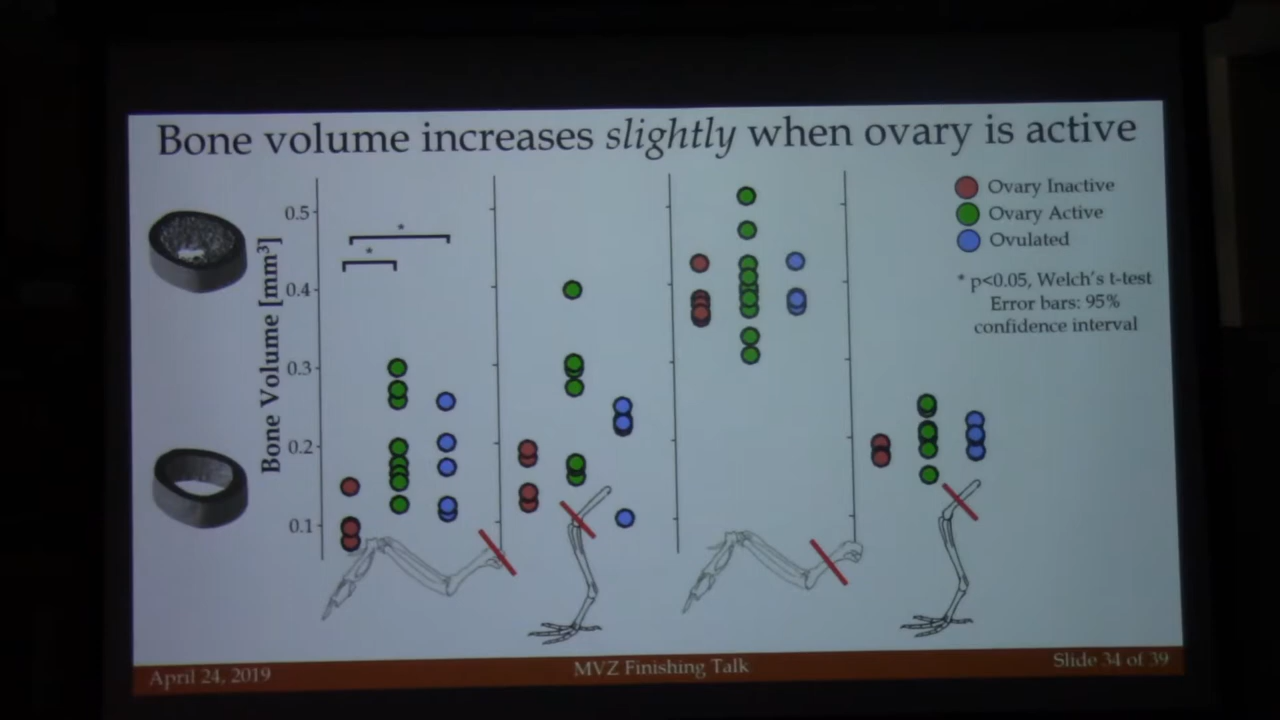 Bone volume increases slightly when ovary is active
Ovary Inactive
Ovary Active
Ovulated
* p<0.05, Welch's t-test
Error bars: 95%
confidence interval
Bone Volume [mm³]
0.5
0.4
0.3
0.2
0.1
*
*
April 24, 2019
MVZ Finishing Talk
Slide 34 of 39